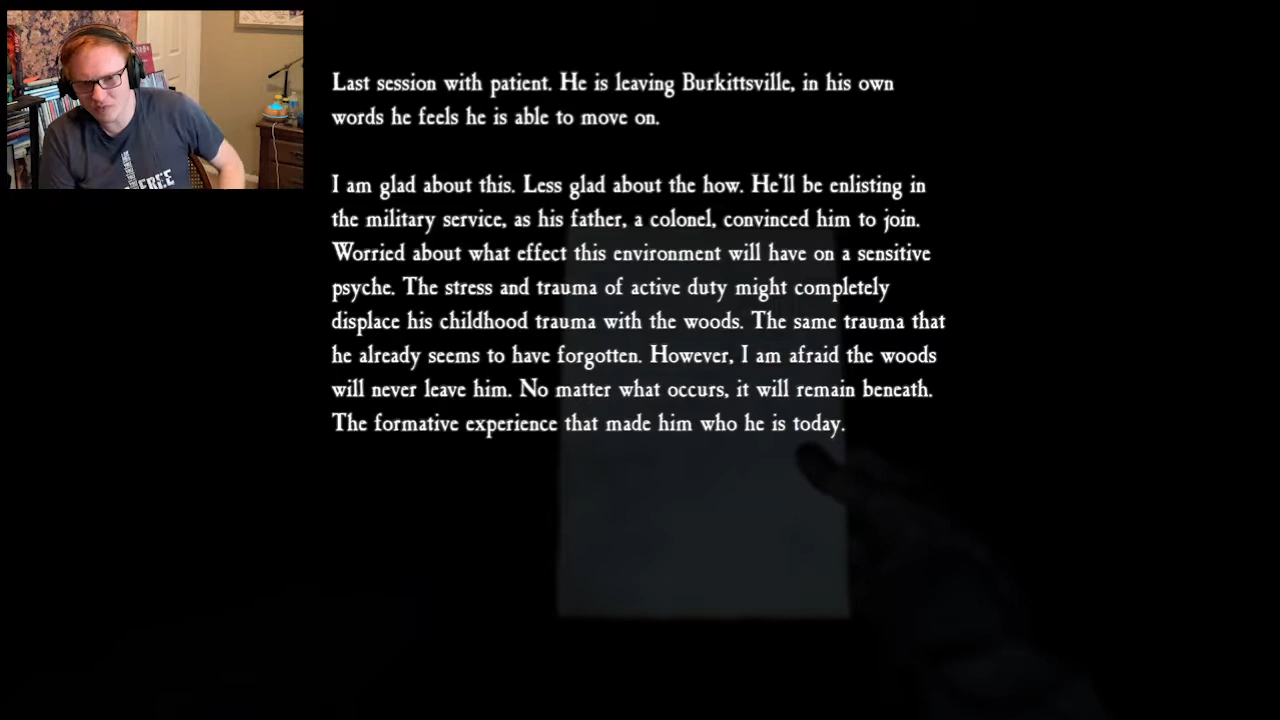 Last session with patient. He is leaving Burkittsville, in his own
words he feels he is able to move on.
I am glad about this. Less glad about the how. He'll be enlisting in
the military service, as his father, a colonel, convinced him to join.
Worried about what effect this environment will have on a sensitive
psyche. The stress and trauma of active duty might completely
displace his childhood trauma with the woods. The same trauma that
he already seems to have forgotten. However, I am afraid the woods
will never leave him. No matter what occurs, it will remain beneath.
The formative experience that made him who he is today.
FREE